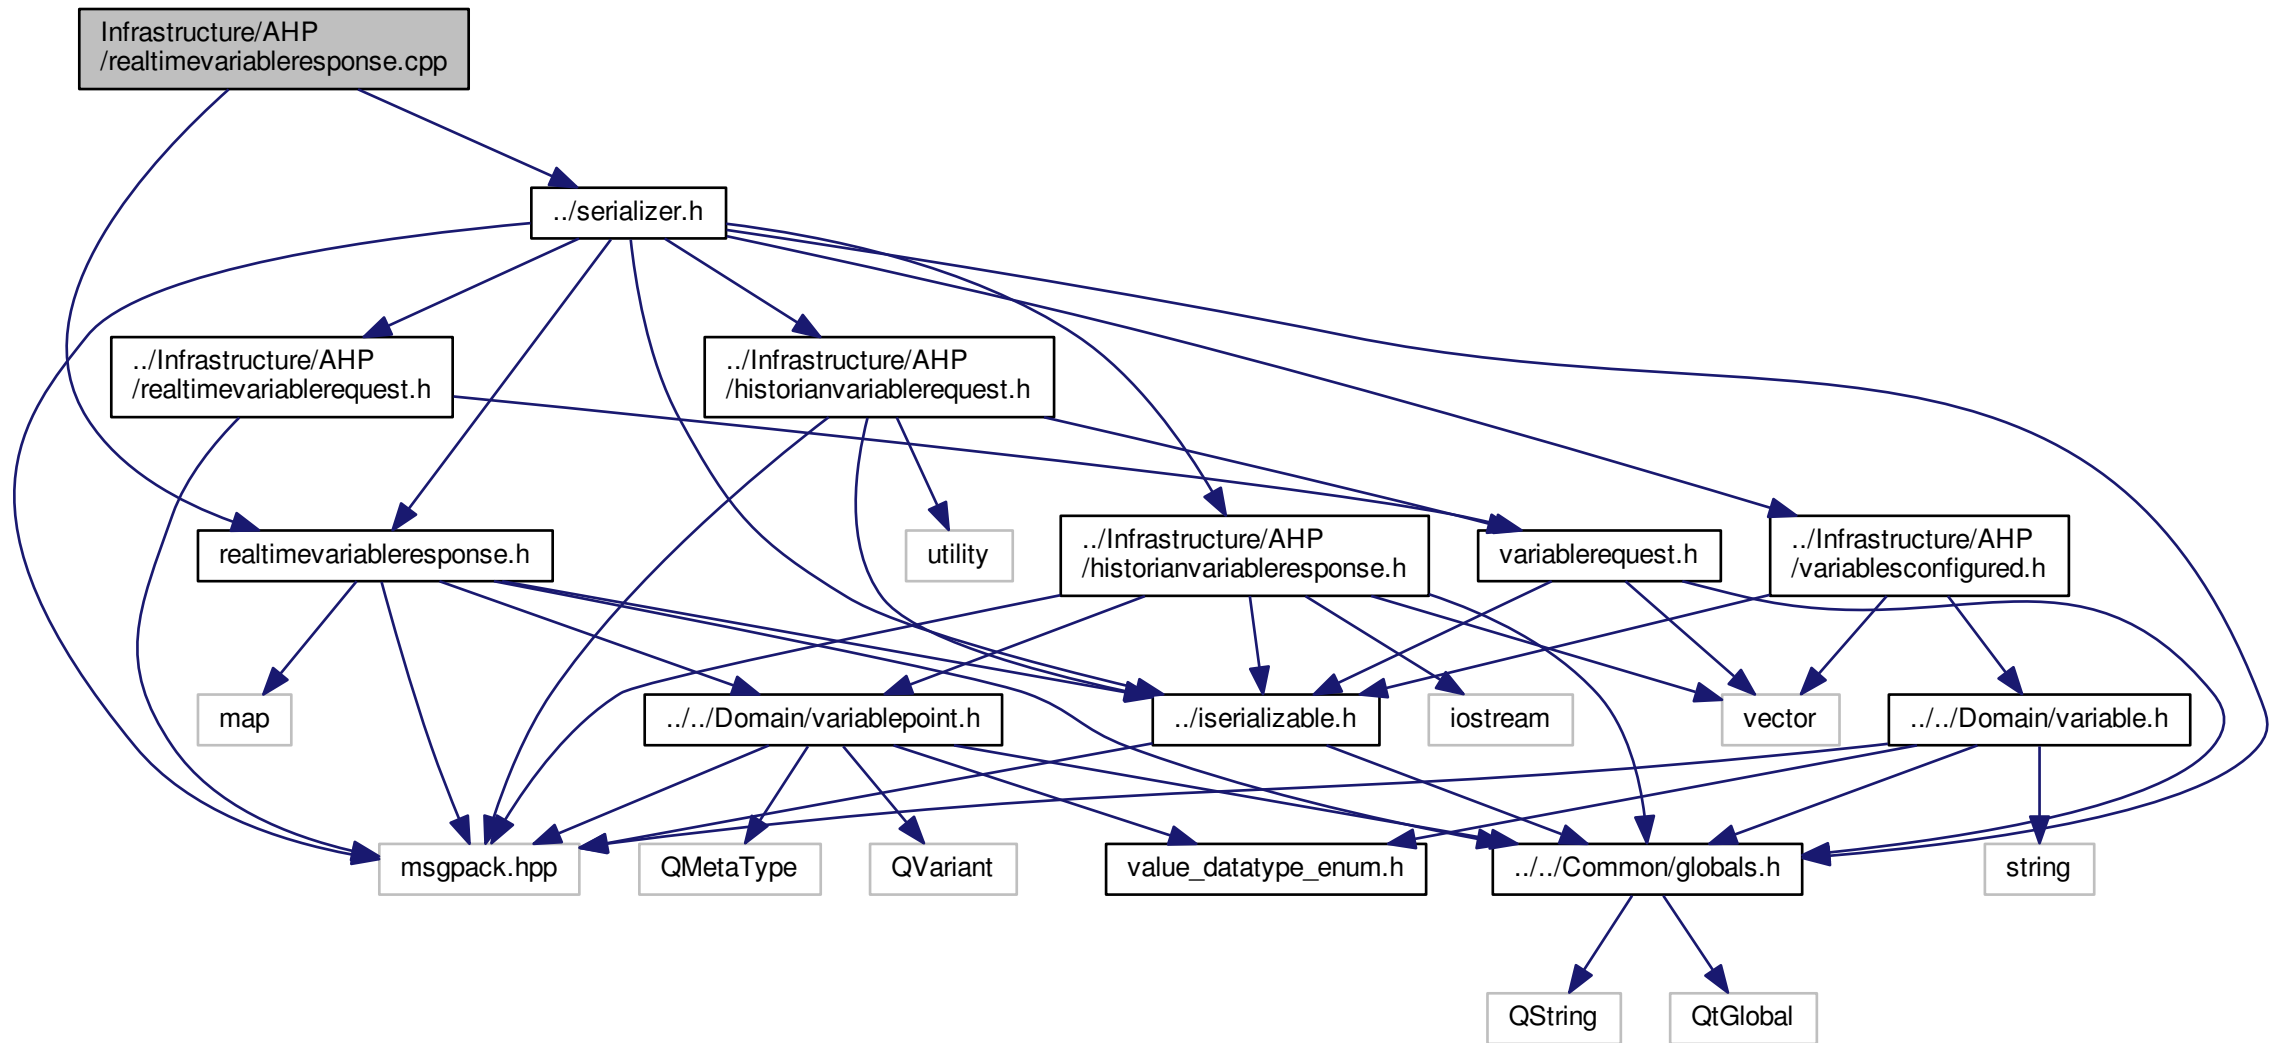 Infrastructure/AHP
/realtimevariableresponse.cpp
../serializer.h
../Infrastructure/AHP
/realtimevariablerequest.h
../Infrastructure/AHP
/historianvariablerequest.h
realtimevariableresponse.h
utility
../Infrastructure/AHP
/historianvariableresponse.h
variablerequest.h
../Infrastructure/AHP
/variablesconfigured.h
map
../../Domain/variablepoint.h
../iserializable.h
iostream
vector
../../Domain/variable.h
msgpack.hpp
QMetaType
QVariant
value_datatype_enum.h
../../Common/globals.h
string
QString
QtGlobal